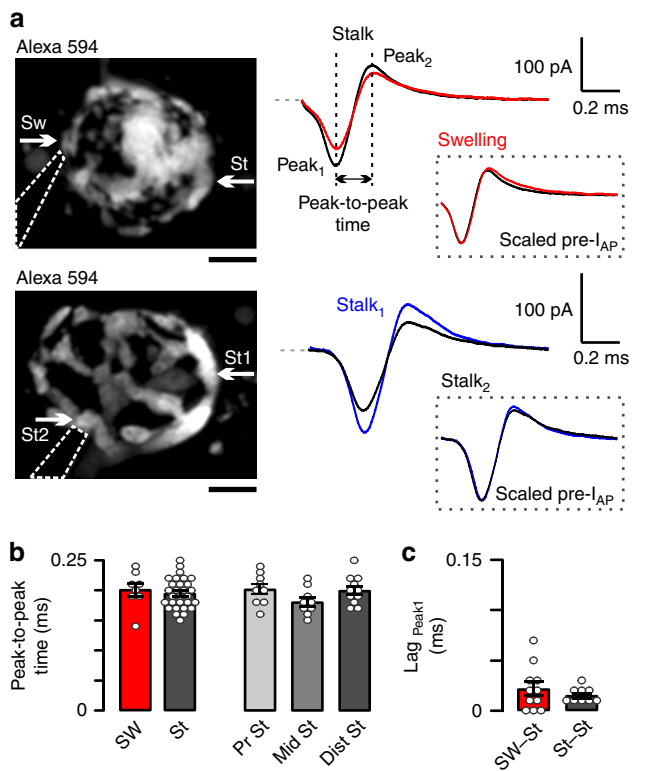 a
Alexa 594
Sw
St
Stalk
Peak2
Peak1
Peak-to-peak
time
100 pA
0.2 ms
Swelling
Scaled pre-IAP
Alexa 594
St1
St2
Stalk1
100 pA
0.2 ms
Stalk2
Scaled pre-IAP
b
Peak-to-peak
time (ms)
0.25
0
SW
St
Pr St
Mid St
Dist St
c
Lag Peak1
(ms)
0.15
0
SW–St
St–St